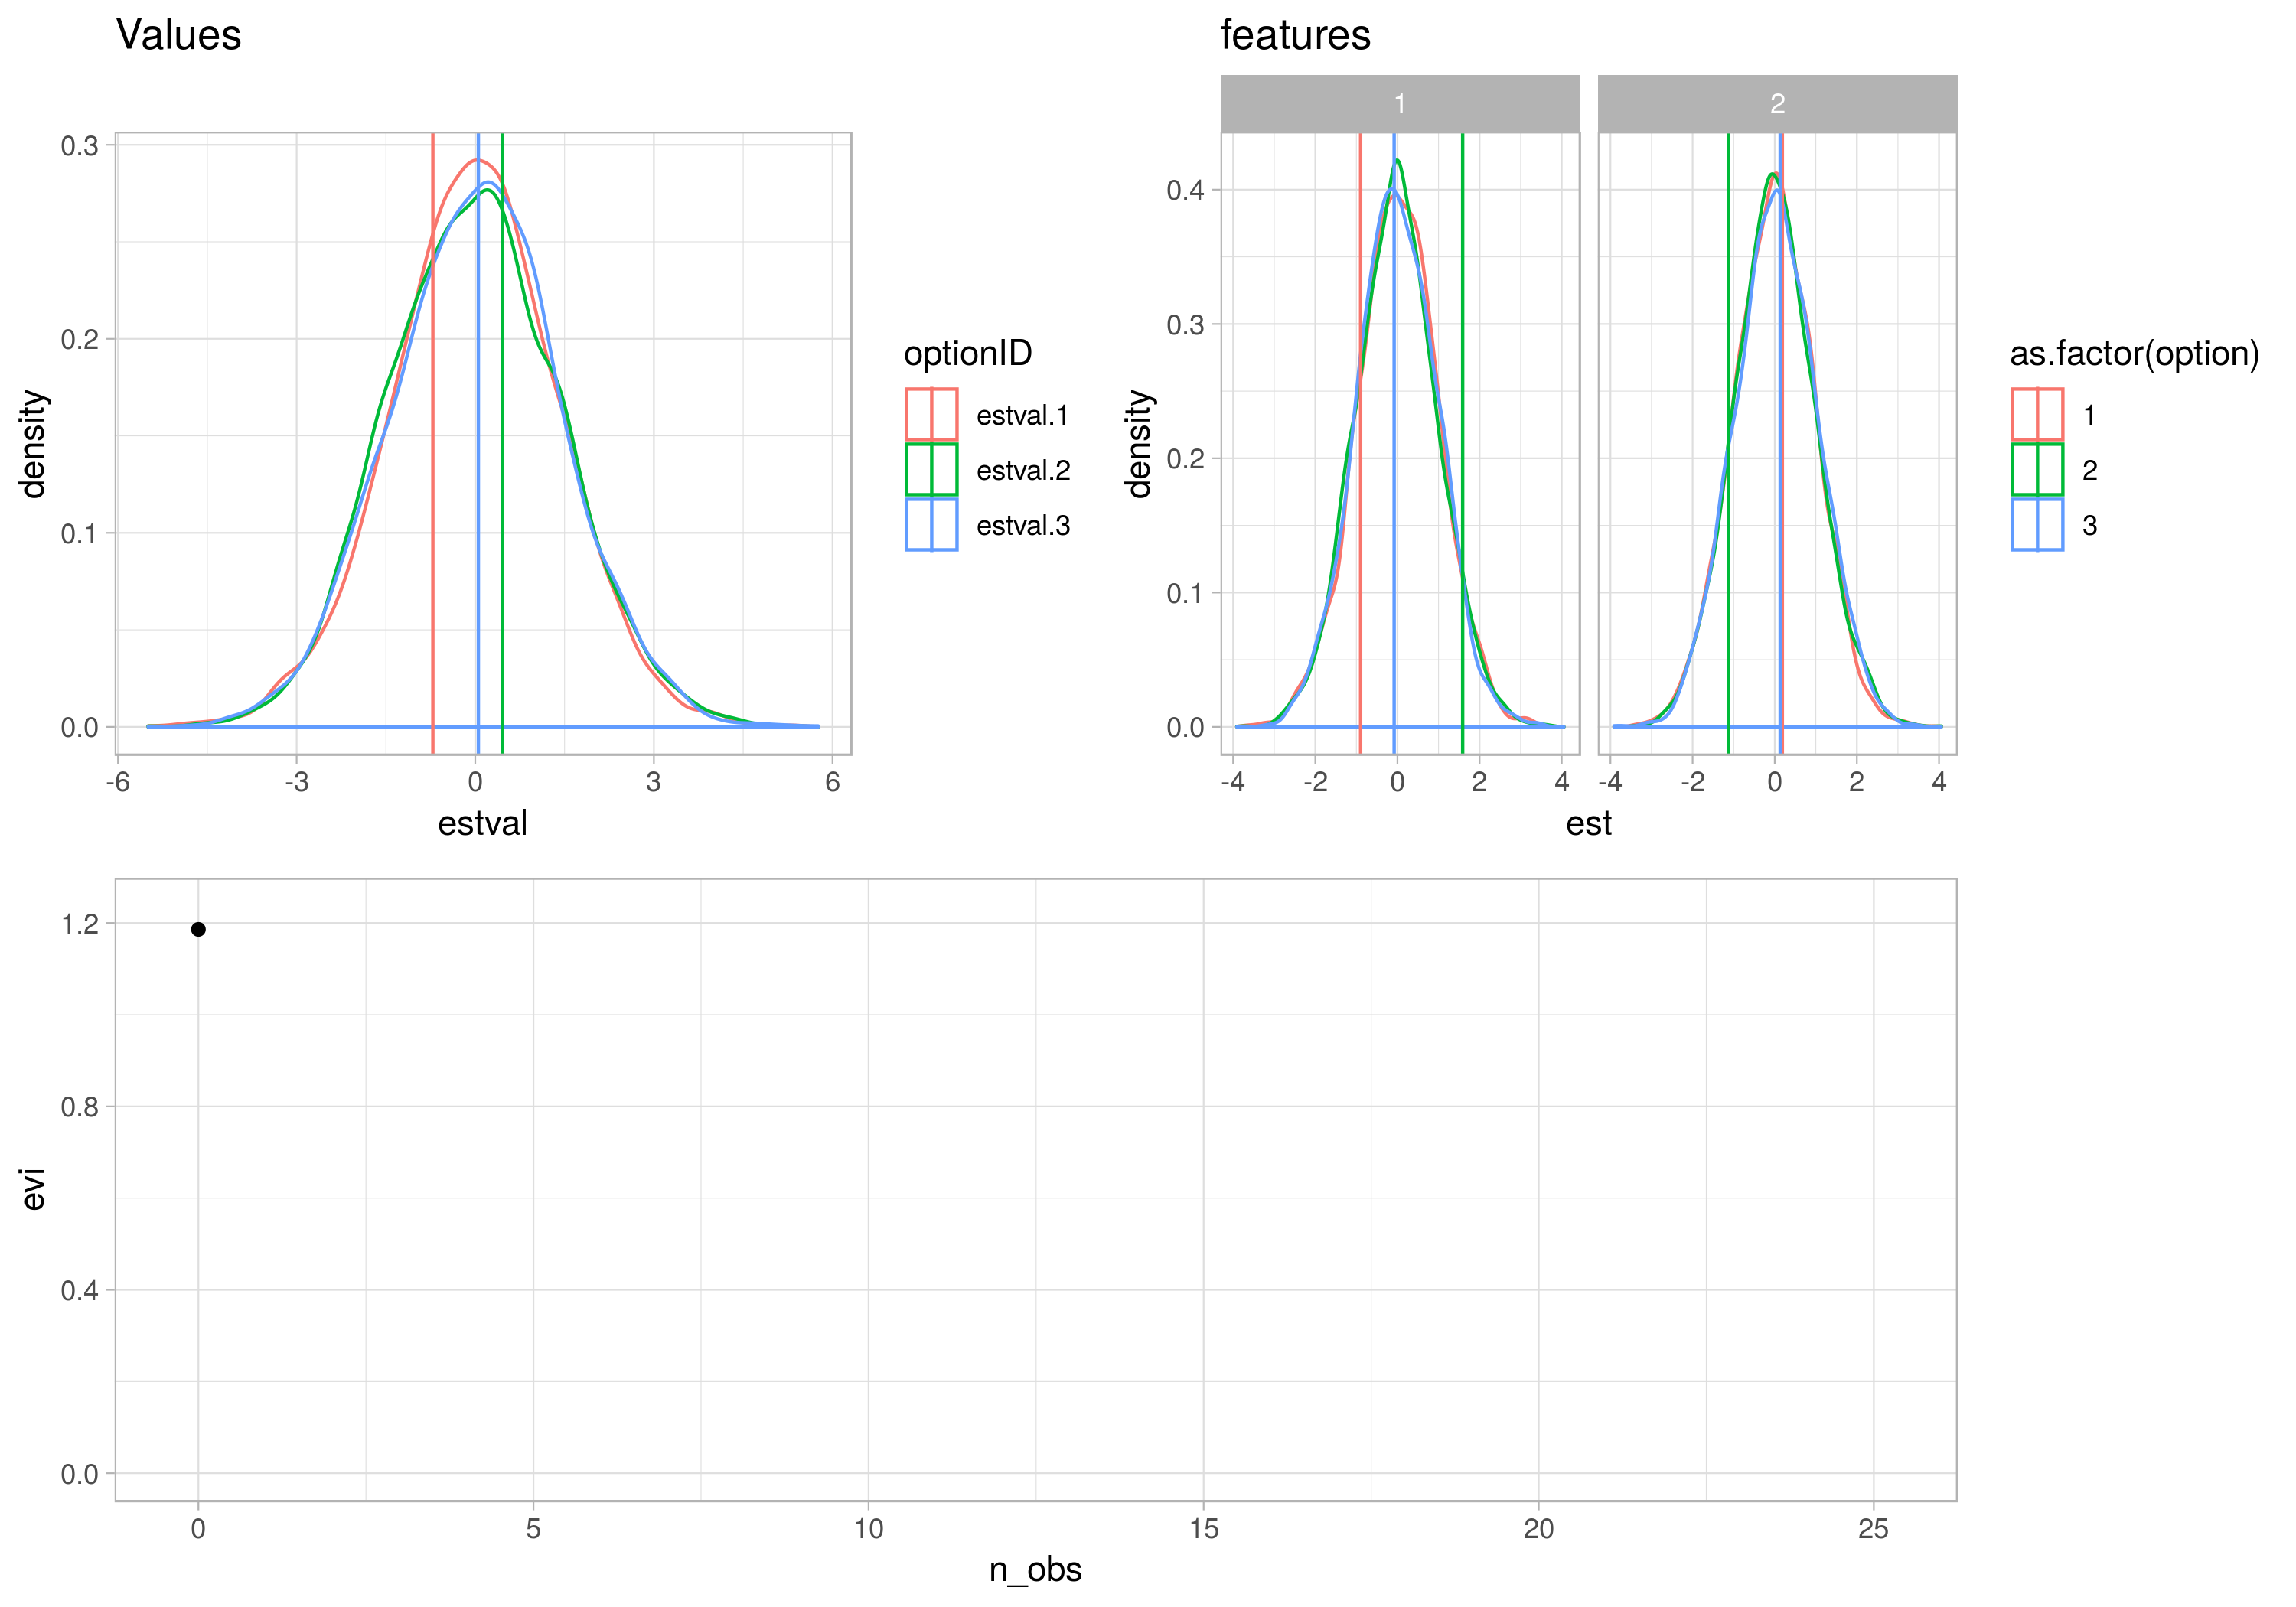 Values
0.3
0.2
0.1
0.0
density
-6 -3 0 3 6
estval
optionID
estval.1
estval.2
estval.3
features
1 2
0.4
0.3
0.2
0.1
0.0
density
-4 -2 0 2 4 -4 -2 0 2 4
est
as.factor(option)
1
2
3
1.2
0.8
0.4
0.0
evi
0 5 10 15 20 25
n_obs